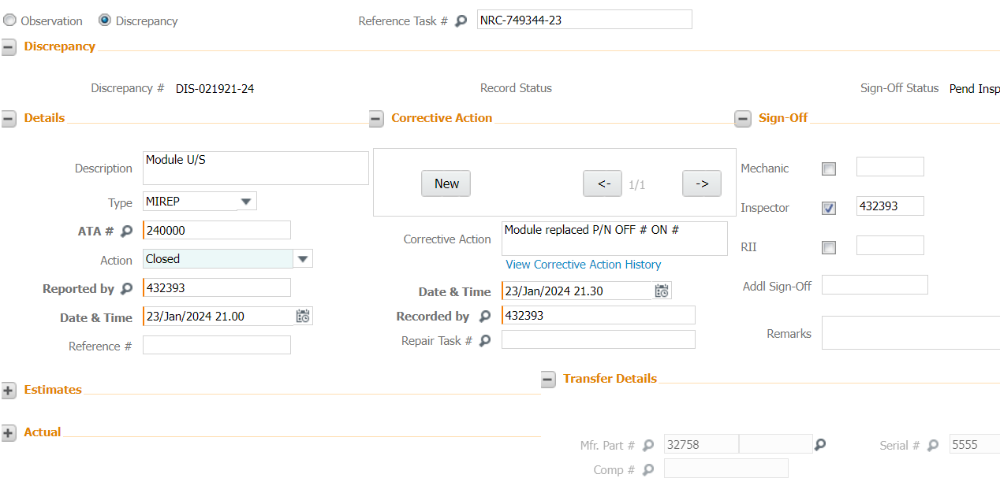 Observation Discrepancy Reference Task # NRC-749344-23
Discrepancy
Discrepancy # DIS-021921-24 Record Status Sign-Off Status Pend Insp
Details
Description Module U/S
Type MIREP
ATA # 240000
Action Closed
Reported by 432393
Date & Time 23/Jan/2024 21.00
Reference #
Corrective Action
New <- 1/1 ->
Corrective Action Module replaced P/N OFF # ON #
View Corrective Action History
Date & Time 23/Jan/2024 21.30
Recorded by 432393
Repair Task #
Sign-Off
Mechanic
Inspector 432393
RII
Addl Sign-Off
Remarks
Estimates
Actual
Transfer Details
Mfr. Part # 32758 Serial # 5555
Comp #